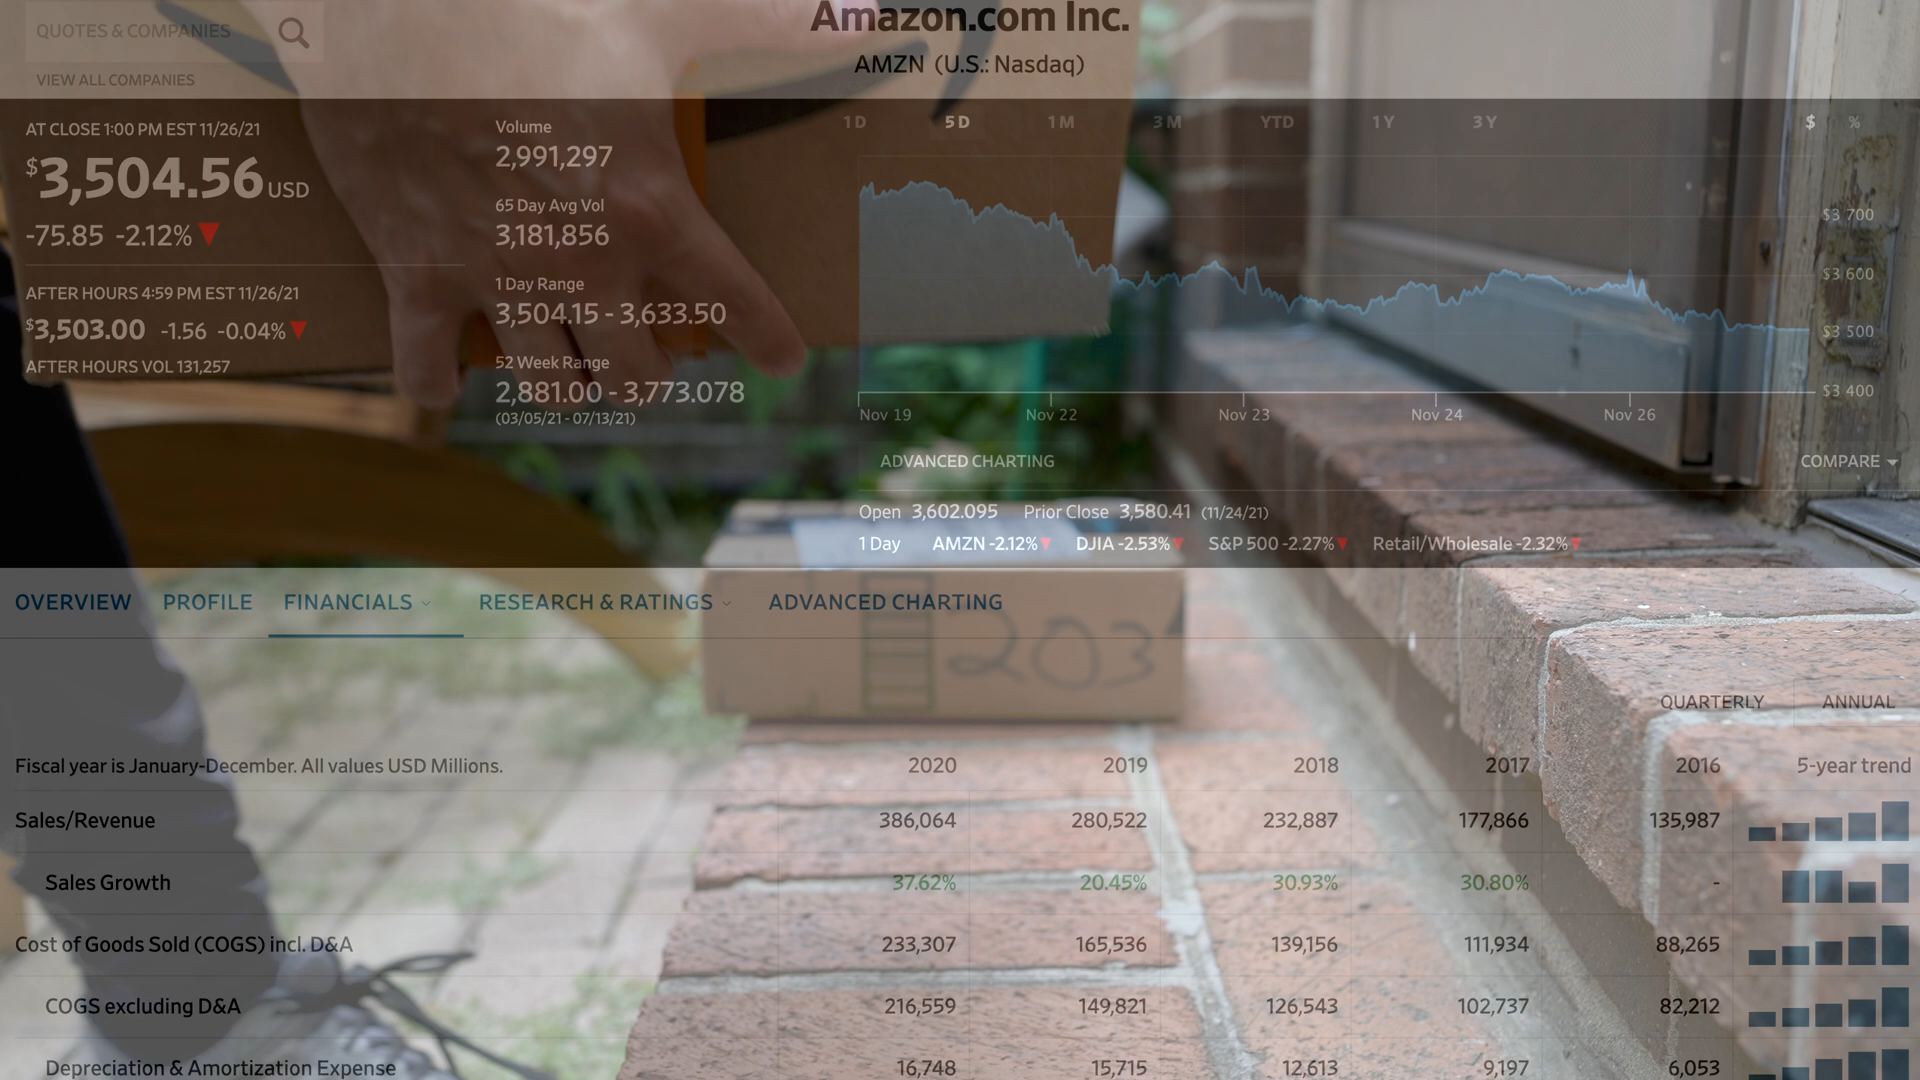 Amazon.com Inc.
AMZN (U.S.: Nasdaq)
QUOTES & COMPANIES
VIEW ALL COMPANIES
AT CLOSE 1:00 PM EST 11/26/21
$3,504.56 USD
-75.85 -2.12%
AFTER HOURS 4:59 PM EST 11/26/21
$3,503.00 -1.56 -0.04%
AFTER HOURS VOL 131,257
Volume
2,991,297
65 Day Avg Vol
3,181,856
1 Day Range
3,504.15 - 3,633.50
52 Week Range
2,881.00 - 3,773.078
(03/05/21 - 07/13/21)
1D 5D 1M 3M YTD 1Y 3Y $ %
$3 700
$3 600
$3 500
$3 400
Nov 19 Nov 22 Nov 23 Nov 24 Nov 26
ADVANCED CHARTING COMPARE
Open 3,602.095 Prior Close 3,580.41 (11/24/21)
1 Day AMZN -2.12% DJIA -2.53% S&P 500 -2.27% Retail/Wholesale -2.32%
OVERVIEW PROFILE FINANCIALS RESEARCH & RATINGS ADVANCED CHARTING
203
QUARTERLY ANNUAL
Fiscal year is January-December. All values USD Millions. 2020 2019 2018 2017 2016 5-year trend
Sales/Revenue 386,064 280,522 232,887 177,866 135,987
Sales Growth 37.62% 20.45% 30.93% 30.80% -
Cost of Goods Sold (COGS) incl. D&A 233,307 165,536 139,156 111,934 88,265
COGS excluding D&A 216,559 149,821 126,543 102,737 82,212
Depreciation & Amortization Expense 16,748 15,715 12,613 9,197 6,053